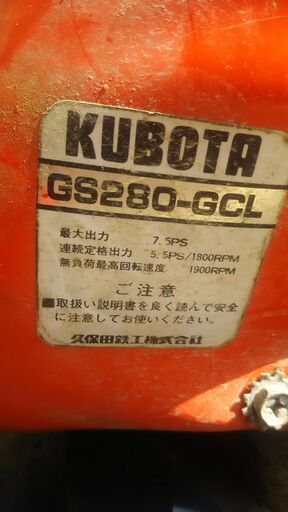 KUBOTA
GS280-GCL
最大出力 7.5PS
連続定格出力 5.5PS/1800RPM
無負荷最高回転速度 1900RPM
ご注意
■取扱い説明書を良く読んで安全
に注意してお使いください。
久保田鉄工株式会社